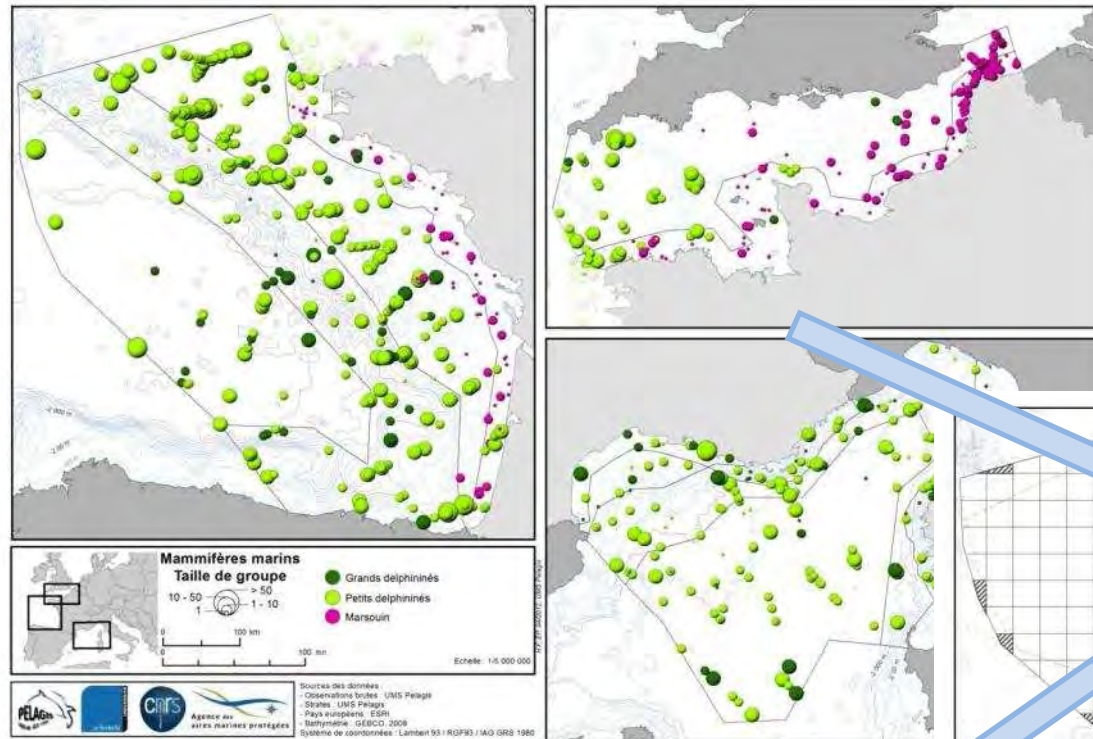 Mammifères marins
Taille de groupe
> 50
10 - 50
1 - 10
1
Grands delphininés
Petits delphininés
Marsouin
0 100 km
0 100 mn
Echelle : 1/5 000 000
PELAGIS
cnrs
Agence des
aires marines protégées
Sources des données :
- Observations brutes : UMS Pelagis
- Strates : UMS Pelagis
- Pays européens : ESRI
- Bathymétrie : GEBCO, 2008
Système de coordonnées : Lambert 93 / RGF93 / IAG GRS 1980